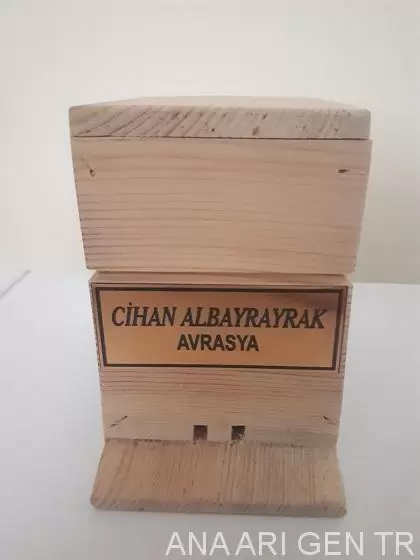 CİHAN ALBAYRAYRAK
AVRASYA
ANA ARI GEN TR